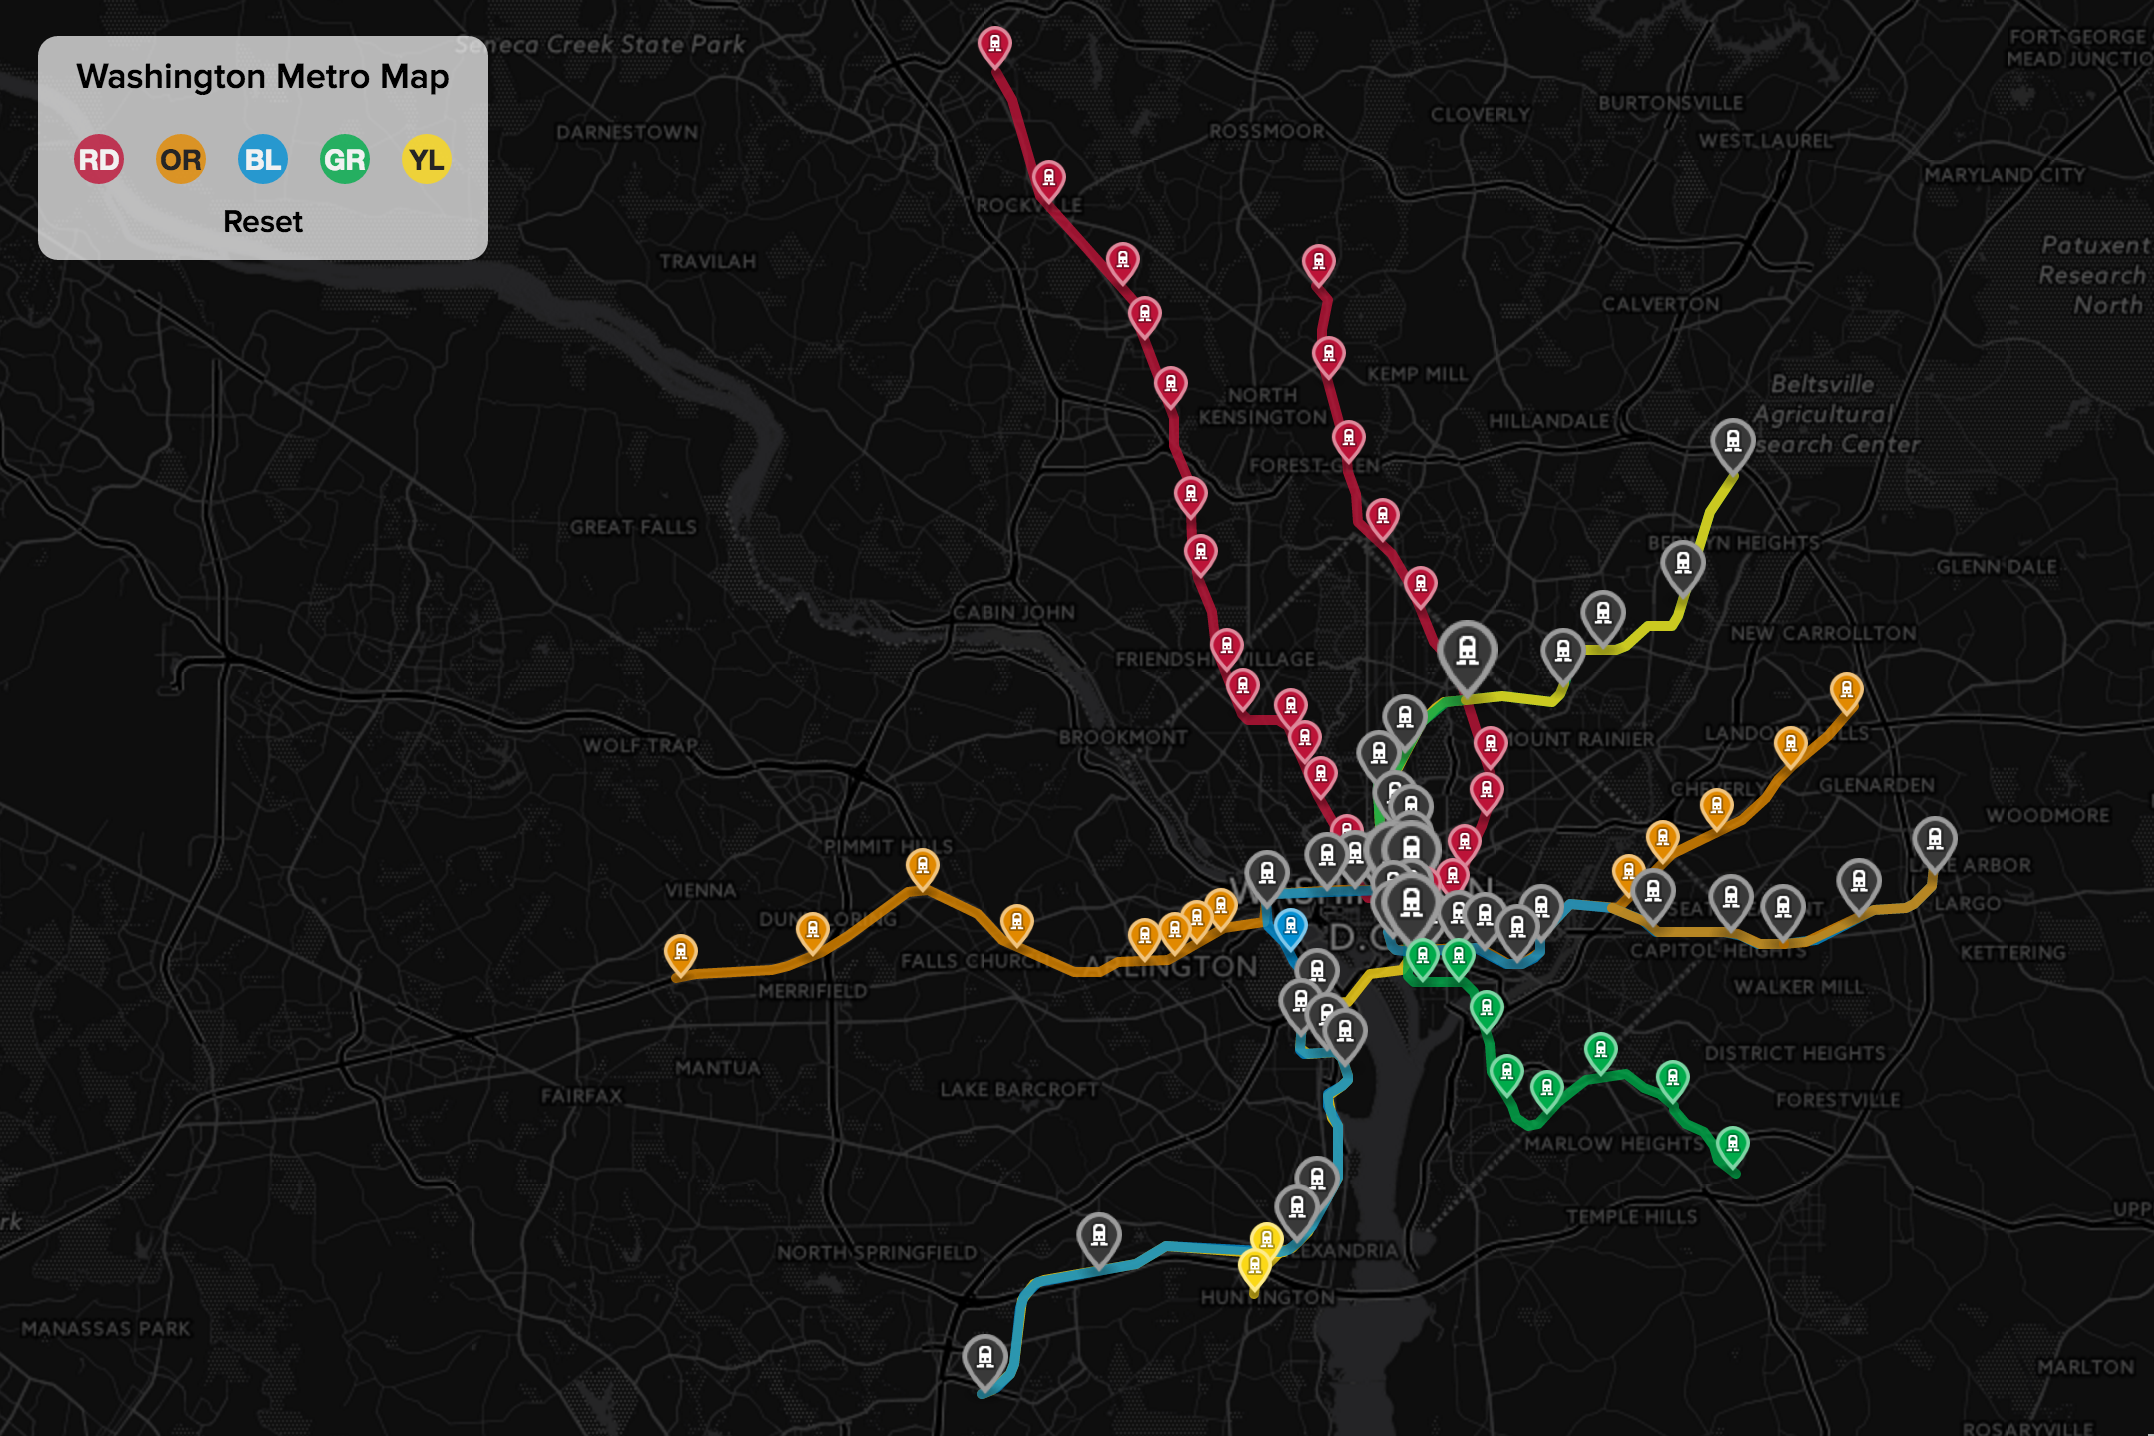 Seneca Creek State Park
Washington Metro Map
RD OR BL GR YL
Reset
FORT GEORGE
MEAD JUNCTIO
DARNESTOWN
ROSSMOOR
CLOVERLY
BURTONSVILLE
WEST LAUREL
MARYLAND CITY
ROCKVILLE
TRAVILAH
Patuxent
Research
North
CALVERTON
KEMP MILL
NORTH
KENSINGTON
HILLANDALE
Beltsville
Agricultural
search Center
FOREST GLEN
GREAT FALLS
BERWYN HEIGHTS
GLENN DALE
CABIN JOHN
NEW CARROLLTON
FRIENDSHIP VILLAGE
WOLF TRAP
BROOKMONT
MOUNT RAINIER
LANDOVER HILLS
CHEVERLY
GLENARDEN
WOODMORE
PIMMIT HILLS
VIENNA
LAKE ARBOR
DUNN LORING
LARGO
SEAT
D.C
CAPITOL HEIGHTS
KETTERING
FALLS CHURCH
ARLINGTON
MERRIFIELD
WALKER MILL
MANTUA
DISTRICT HEIGHTS
LAKE BARCROFT
FAIRFAX
FORESTVILLE
MARLOW HEIGHTS
rk
UPP
TEMPLE HILLS
NORTH SPRINGFIELD
LEXANDRIA
HUNTINGTON
MANASSAS PARK
MARLTON
ROSARYVILLE